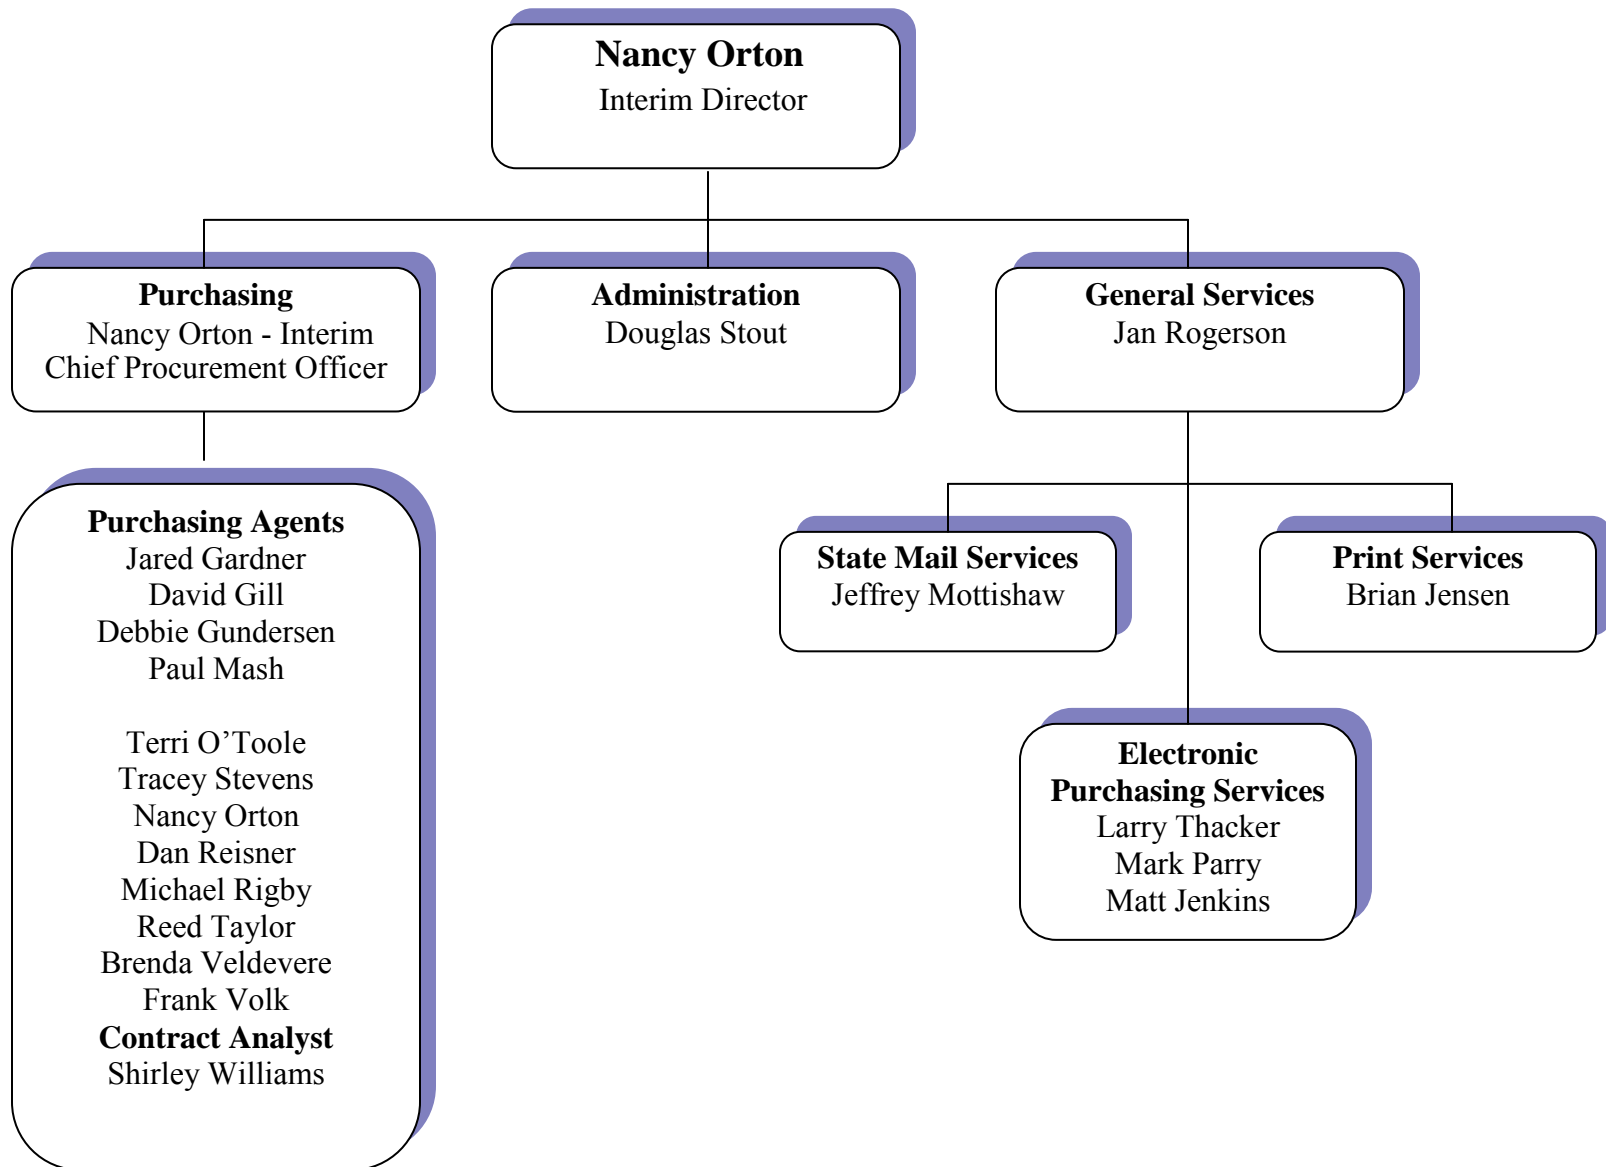 Nancy Orton
Interim Director
Purchasing
Nancy Orton - Interim
Chief Procurement Officer
Administration
Douglas Stout
General Services
Jan Rogerson
Purchasing Agents
Jared Gardner
David Gill
Debbie Gundersen
Paul Mash
Terri O’Toole
Tracey Stevens
Nancy Orton
Dan Reisner
Michael Rigby
Reed Taylor
Brenda Veldevere
Frank Volk
Contract Analyst
Shirley Williams
State Mail Services
Jeffrey Mottishaw
Print Services
Brian Jensen
Electronic
Purchasing Services
Larry Thacker
Mark Parry
Matt Jenkins